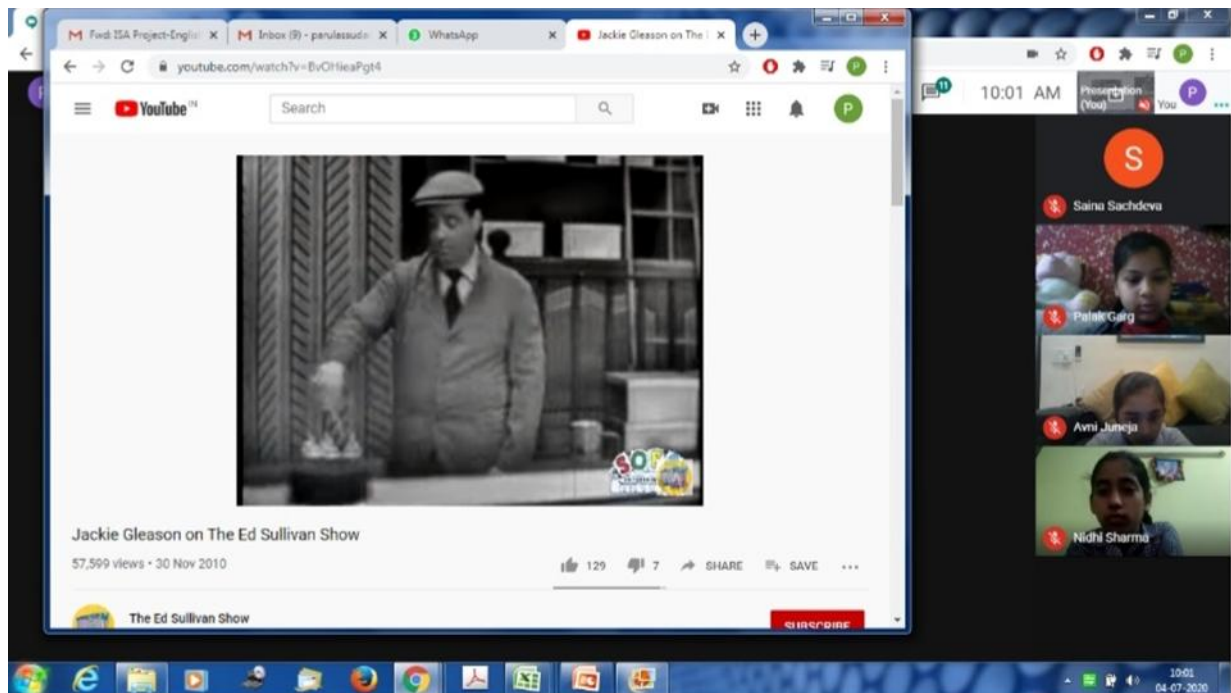 Fwd: ISA Project-Englis
Inbox (9) - parulassude
WhatsApp
Jackie Gleason on The
youtube.com/watch?v=BvOHieaPgt4
YouTube IN
Search
P
11
10:01 AM
Presentation
(You)
You
P
S
Saina Sachdeva
Palak Garg
Avni Juneja
Nidhi Sharma
SOFA
Jackie Gleason on The Ed Sullivan Show
57,599 views • 30 Nov 2010
129
7
SHARE
SAVE
The Ed Sullivan Show
SUBSCRIBE
10:01
04-07-2020